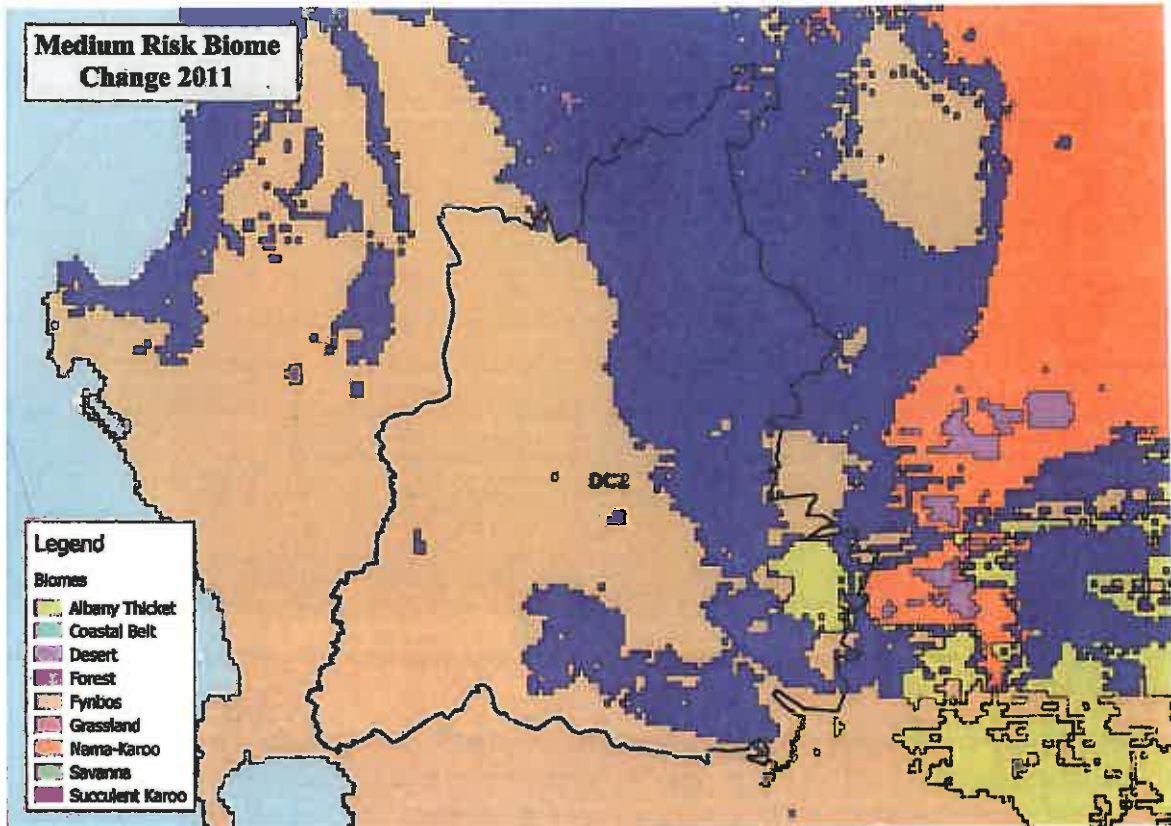 Medium Risk Biome
Change 2011
DC2
Legend
Biomes
Albany Thicket
Coastal Belt
Desert
Forest
Fynbos
Grassland
Nama-Karoo
Savanna
Succulent Karoo